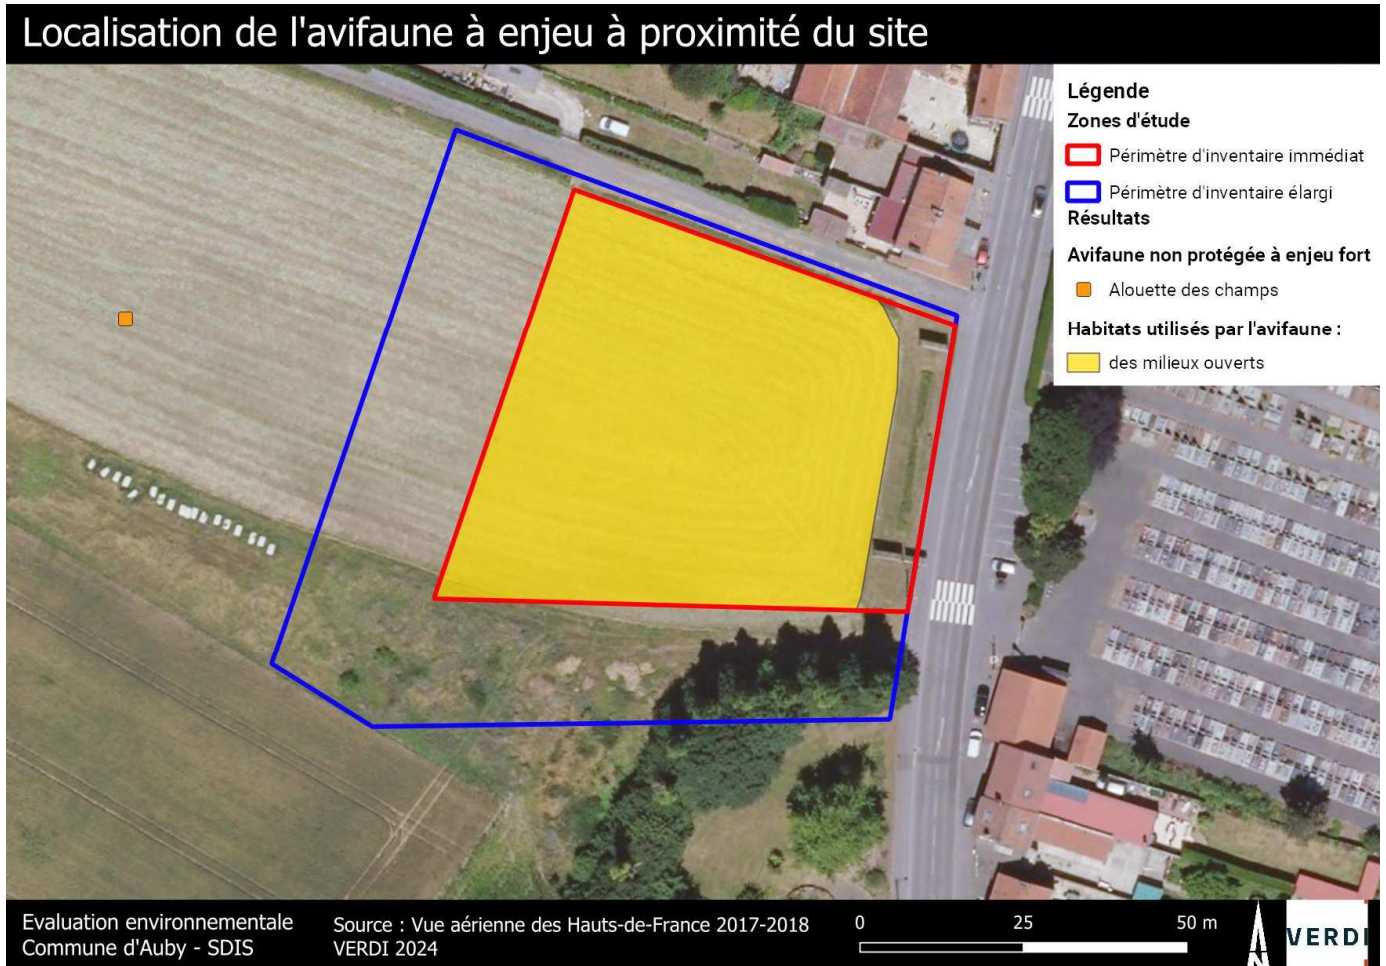 Localisation de l'avifaune à enjeu à proximité du site
Légende
Zones d'étude
Périmètre d'inventaire immédiat
Périmètre d'inventaire élargi
Résultats
Avifaune non protégée à enjeu fort
Alouette des champs
Habitats utilisés par l'avifaune :
des milieux ouverts
Evaluation environnementale
Commune d'Auby - SDIS
Source : Vue aérienne des Hauts-de-France 2017-2018
VERDI 2024
0 25 50 m
N
VERDI